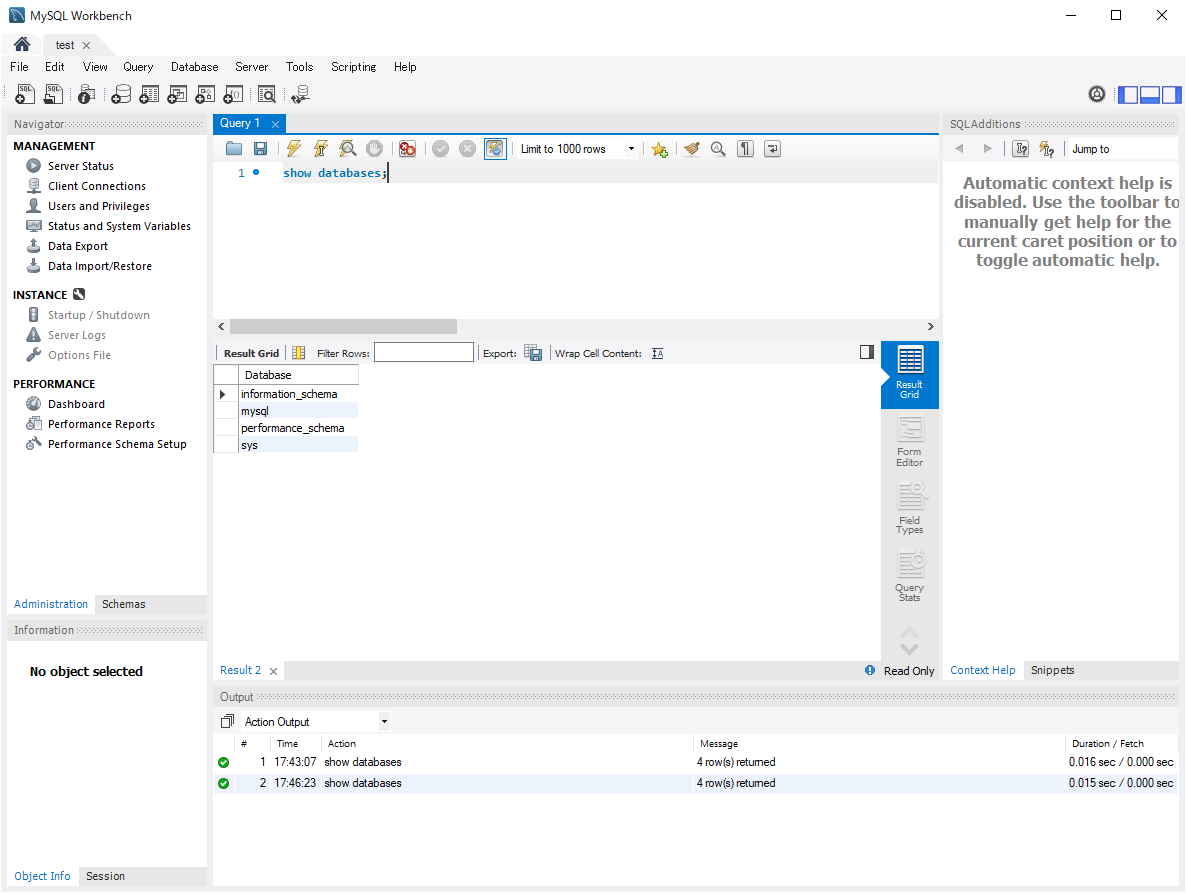 MySQL Workbench
test
File Edit View Query Database Server Tools Scripting Help
Navigator
MANAGEMENT
Server Status
Client Connections
Users and Privileges
Status and System Variables
Data Export
Data Import/Restore
INSTANCE
Startup / Shutdown
Server Logs
Options File
PERFORMANCE
Dashboard
Performance Reports
Performance Schema Setup
Administration Schemas
Information
No object selected
Object Info Session
Query 1
Limit to 1000 rows
1 show databases;
Result Grid Filter Rows: Export: Wrap Cell Content:
Database
information_schema
mysql
performance_schema
sys
Result
Grid
Form
Editor
Field
Types
Query
Stats
Result 2 Read Only
SQLAdditions
Jump to
Automatic context help is
disabled. Use the toolbar to
manually get help for the
current caret position or to
toggle automatic help.
Context Help Snippets
Output
Action Output
# Time Action Message Duration / Fetch
1 17:43:07 show databases 4 row(s) returned 0.016 sec / 0.000 sec
2 17:46:23 show databases 4 row(s) returned 0.015 sec / 0.000 sec